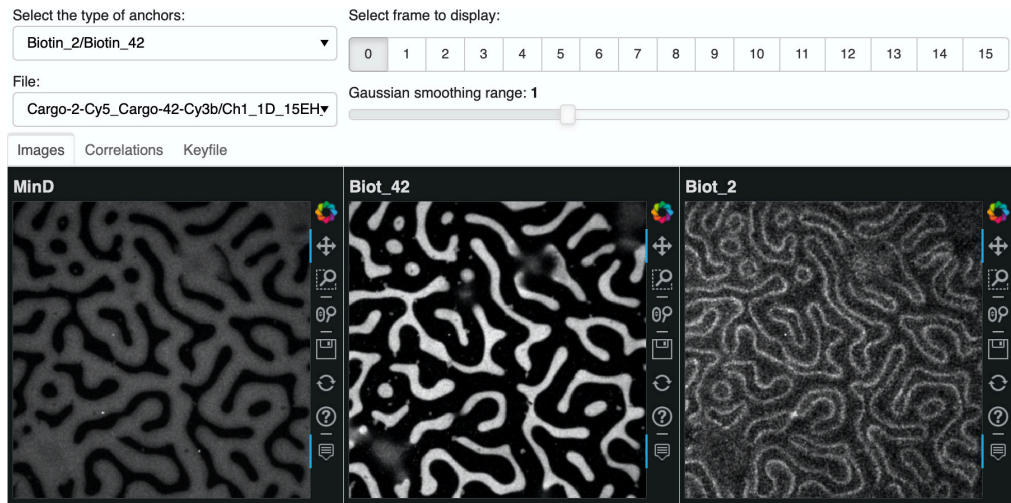 Select the type of anchors:
Biotin_2/Biotin_42
File:
Cargo-2-Cy5_Cargo-42-Cy3b/Ch1_1D_15EH
Select frame to display:
0 1 2 3 4 5 6 7 8 9 10 11 12 13 14 15
Gaussian smoothing range: 1
Images Correlations Keyfile
MinD
Biot_42
Biot_2